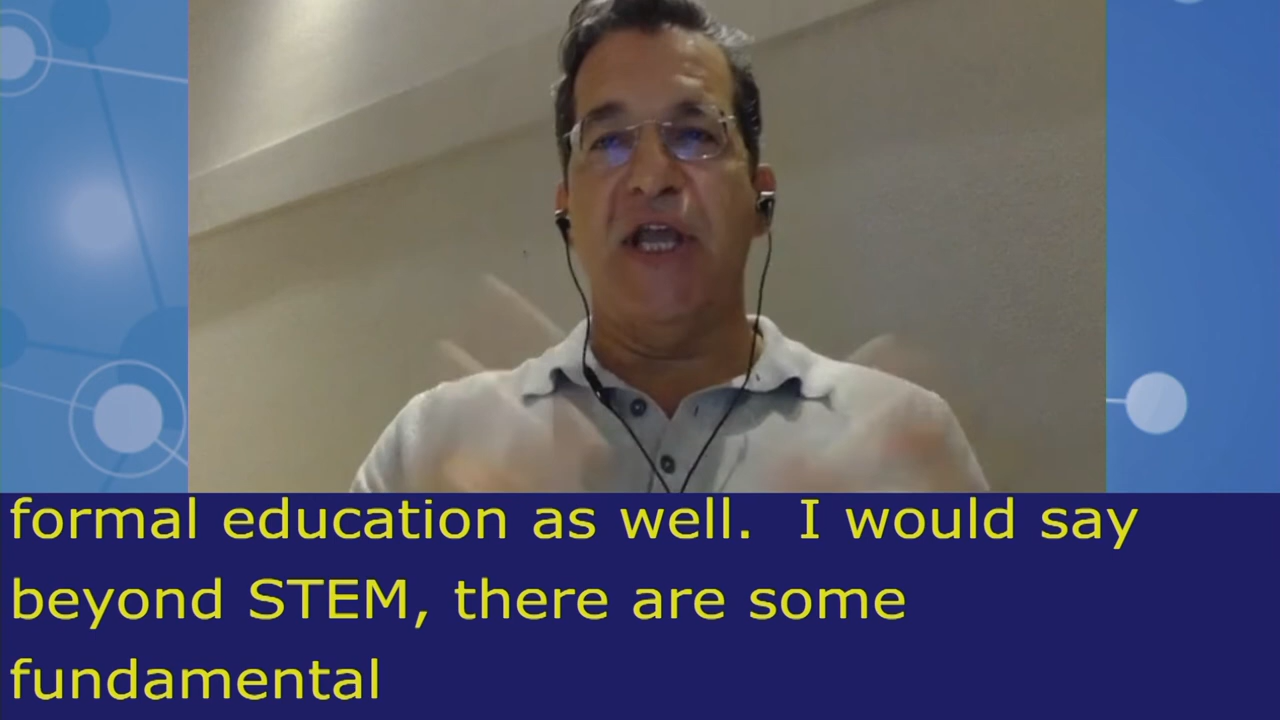 formal education as well.  I would say
beyond STEM, there are some
fundamental